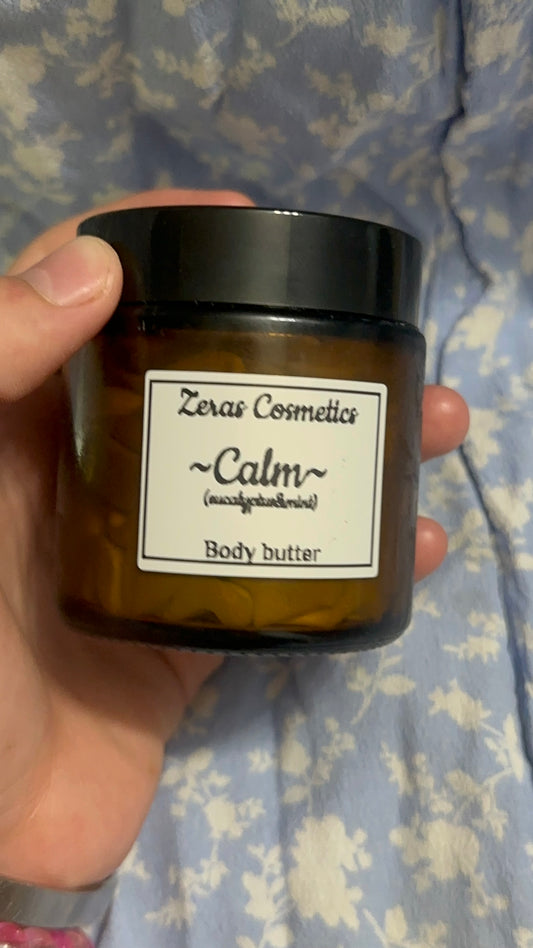 Zeras Cosmetics
~Calm~
(eucalyptus&mint)
Body butter